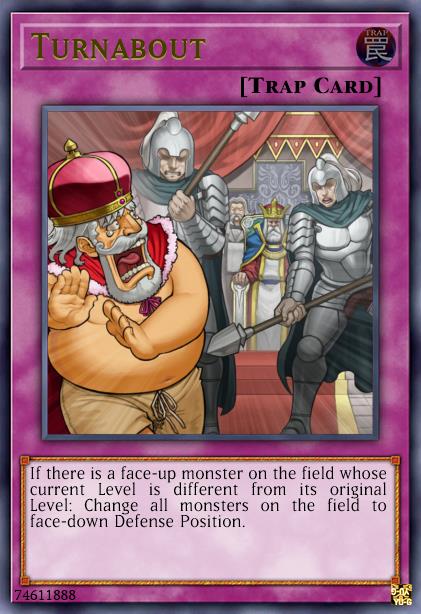 Turnabout
TRAP
罠
[Trap Card]
If there is a face-up monster on the field whose
current Level is different from its original
Level: Change all monsters on the field to
face-down Defense Position.
74611888